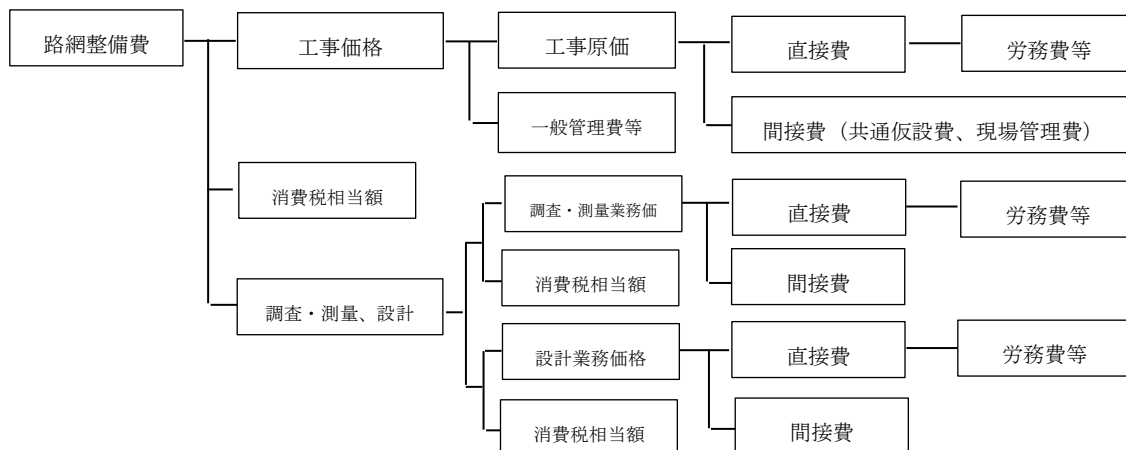 路網整備費
工事価格
工事原価
直接費
労務費等
一般管理費等
間接費（共通仮設費、現場管理費）
消費税相当額
調査・測量業務価
直接費
労務費等
消費税相当額
間接費
調査・測量、設計
設計業務価格
直接費
労務費等
消費税相当額
間接費